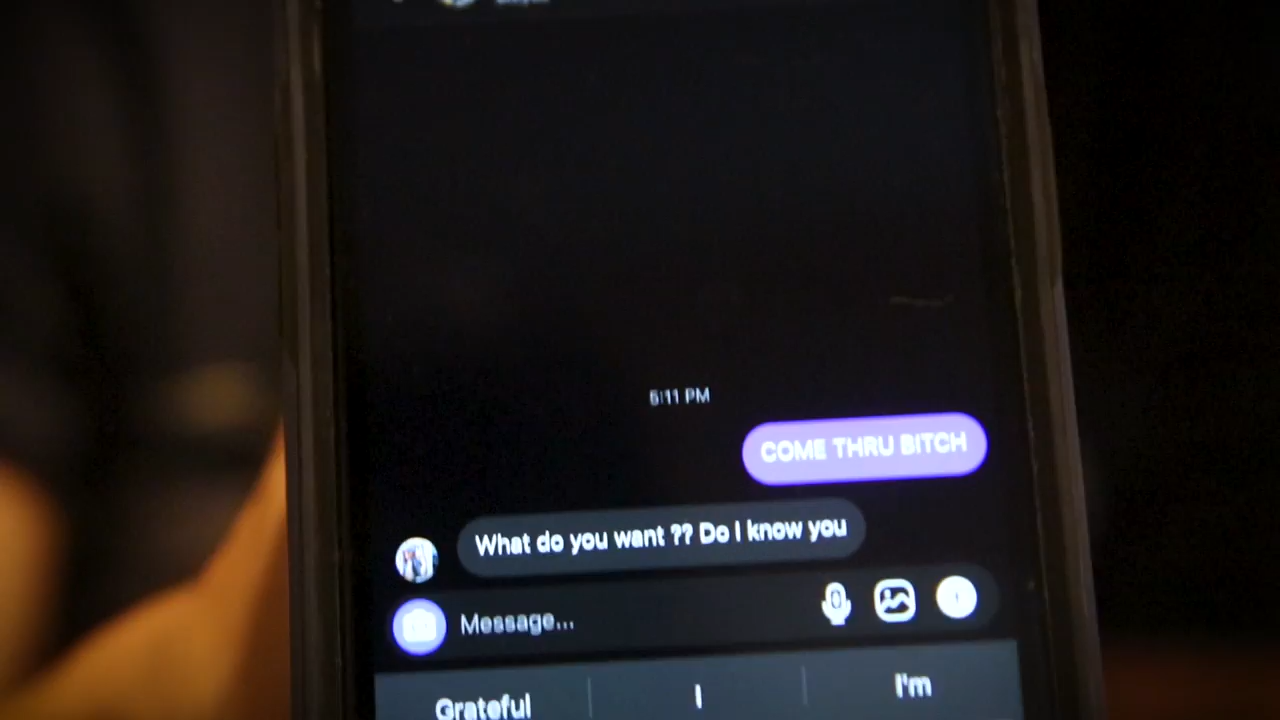 5:11 PM
COME THRU BITCH
What do you want ?? Do I know you
Message...
Grateful I I'm